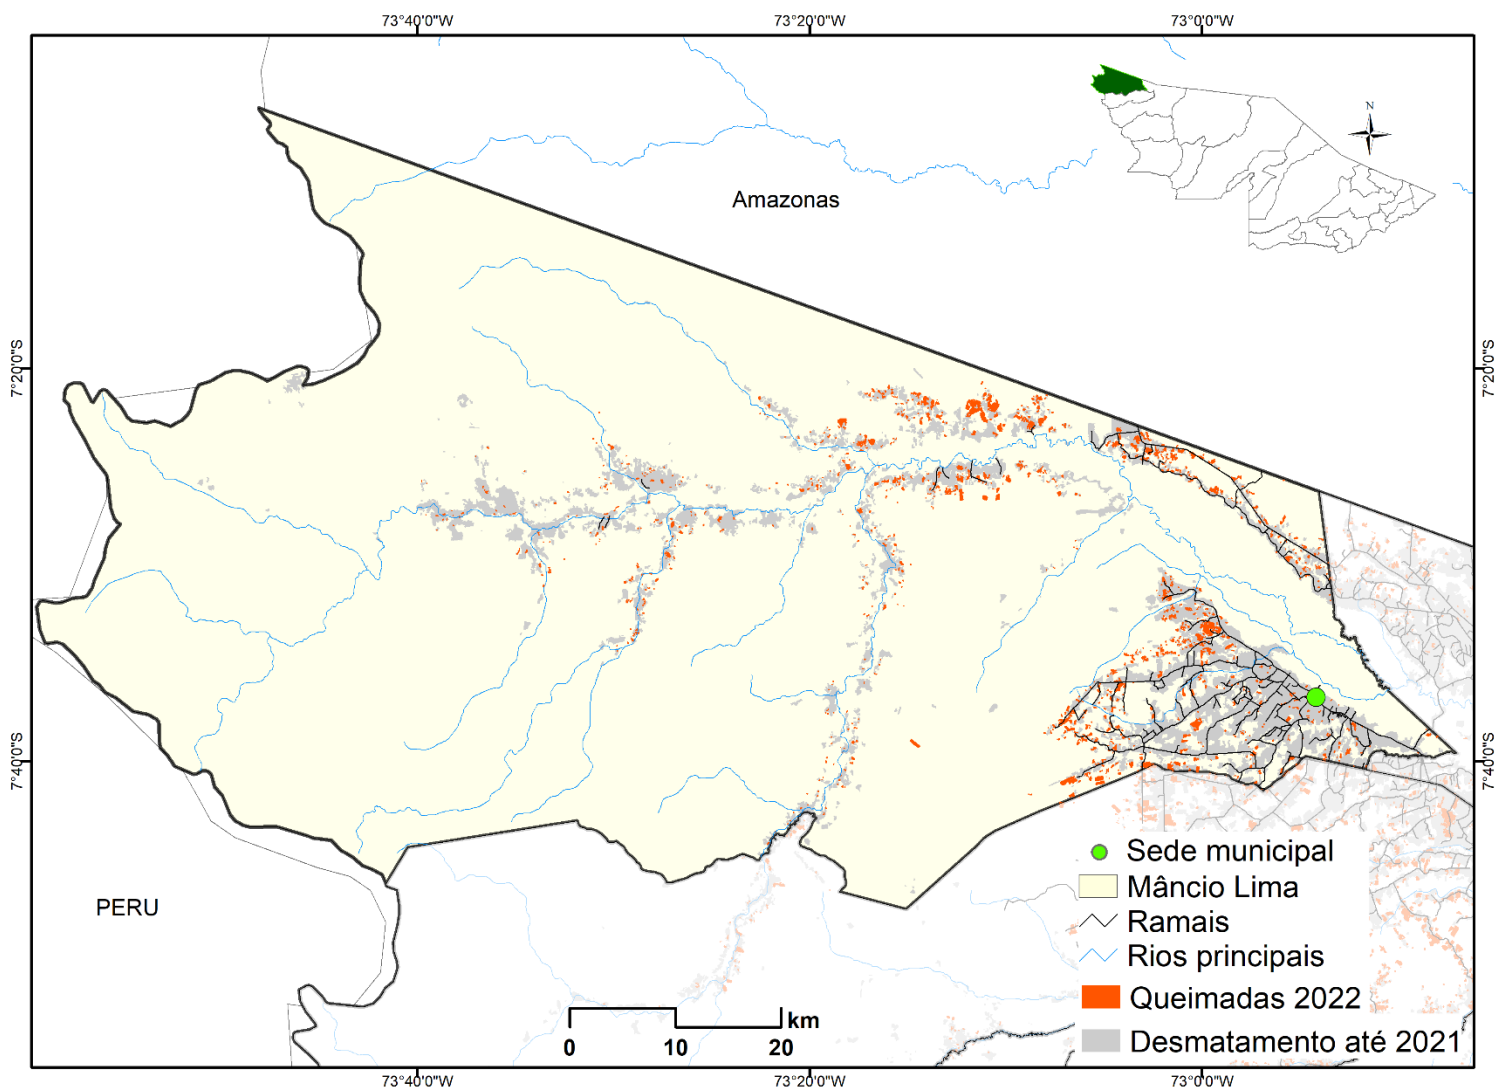 73°40'0"W
73°20'0"W
73°0'0"W
N
Amazonas
7°20'0"S
7°20'0"S
7°40'0"S
7°40'0"S
PERU
Sede municipal
Mâncio Lima
Ramais
Rios principais
Queimadas 2022
Desmatamento até 2021
km
0
10
20
73°40'0"W
73°20'0"W
73°0'0"W